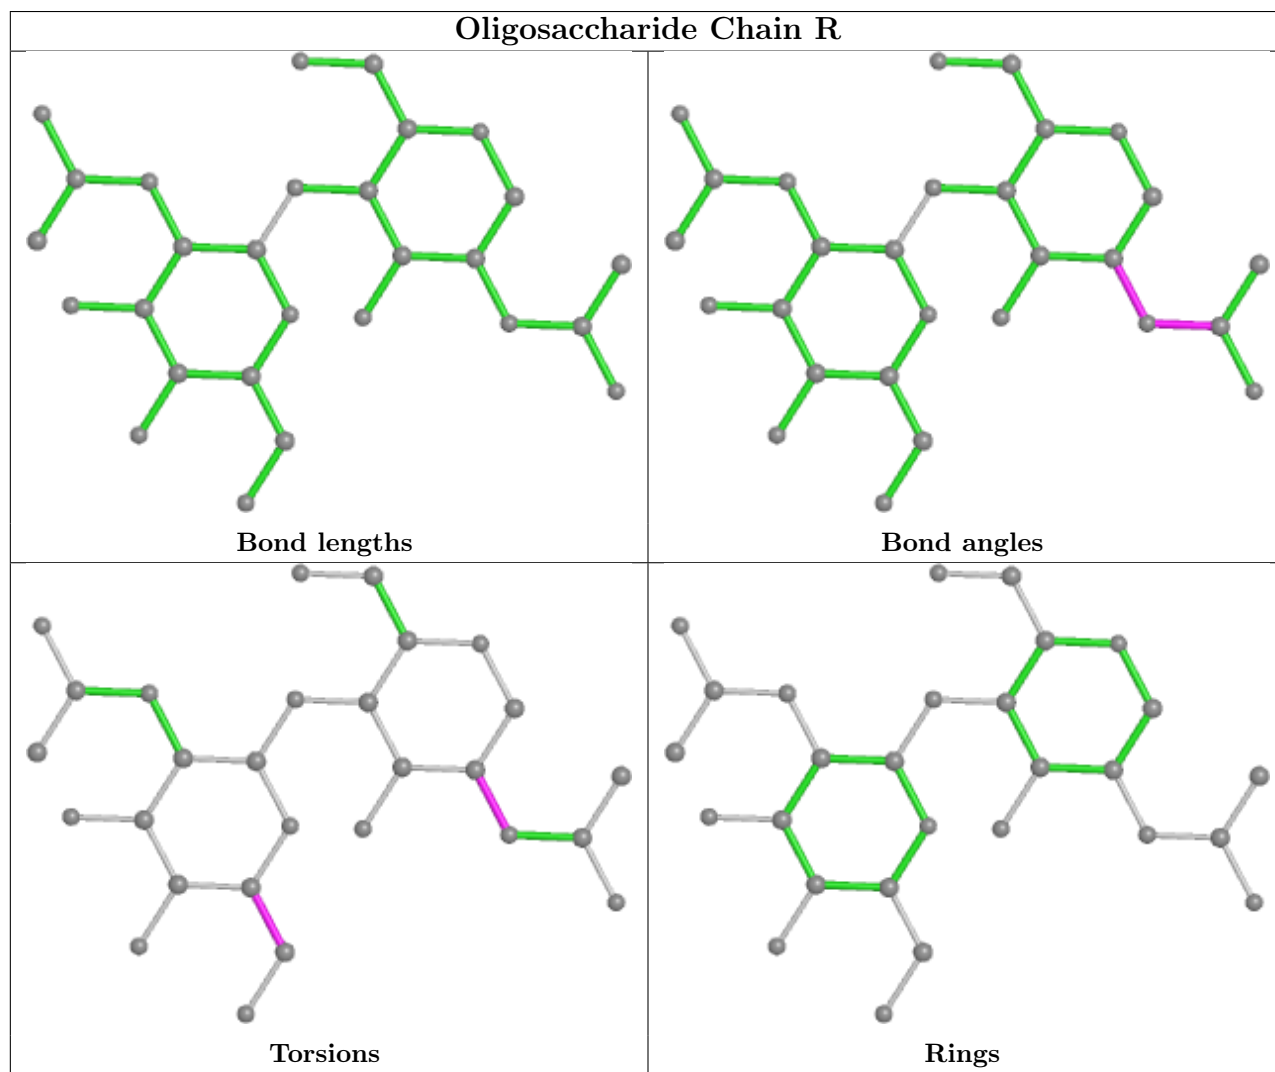 Oligosaccharide Chain R
Bond lengths
Bond angles
Torsions
Rings